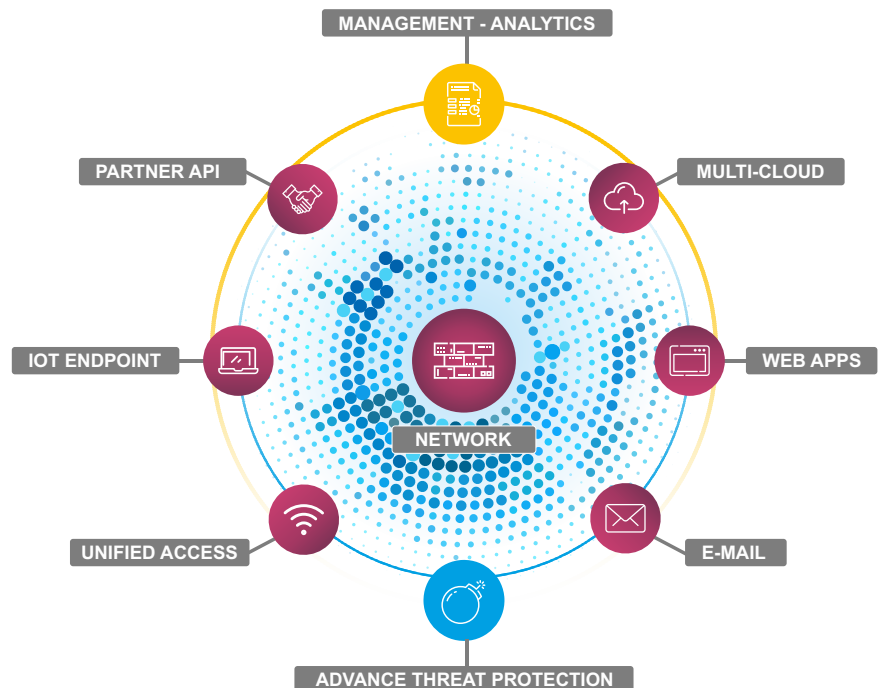 MANAGEMENT - ANALYTICS
PARTNER API
MULTI-CLOUD
IOT ENDPOINT
WEB APPS
NETWORK
UNIFIED ACCESS
E-MAIL
ADVANCE THREAT PROTECTION